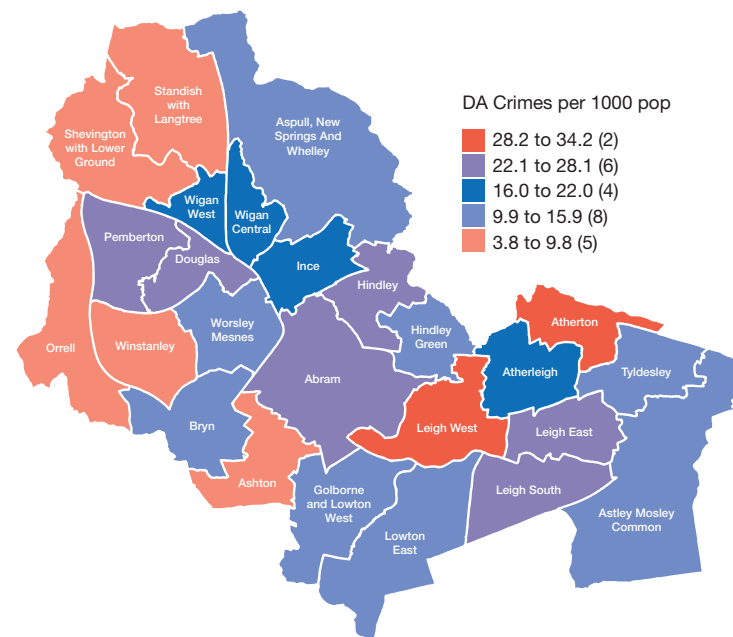 DA Crimes per 1000 pop
28.2 to 34.2 (2)
22.1 to 28.1 (6)
16.0 to 22.0 (4)
9.9 to 15.9 (8)
3.8 to 9.8 (5)
Standish
with
Langtree
Shevington
with Lower
Ground
Aspull, New
Springs And
Whelley
Wigan
West
Wigan
Central
Pemberton
Douglas
Ince
Hindley
Orrell
Winstanley
Worsley
Mesnes
Hindley
Green
Atherton
Abram
Atherleigh
Tyldesley
Bryn
Leigh West
Leigh East
Ashton
Golborne
and Lowton
West
Leigh South
Lowton
East
Astley Mosley
Common